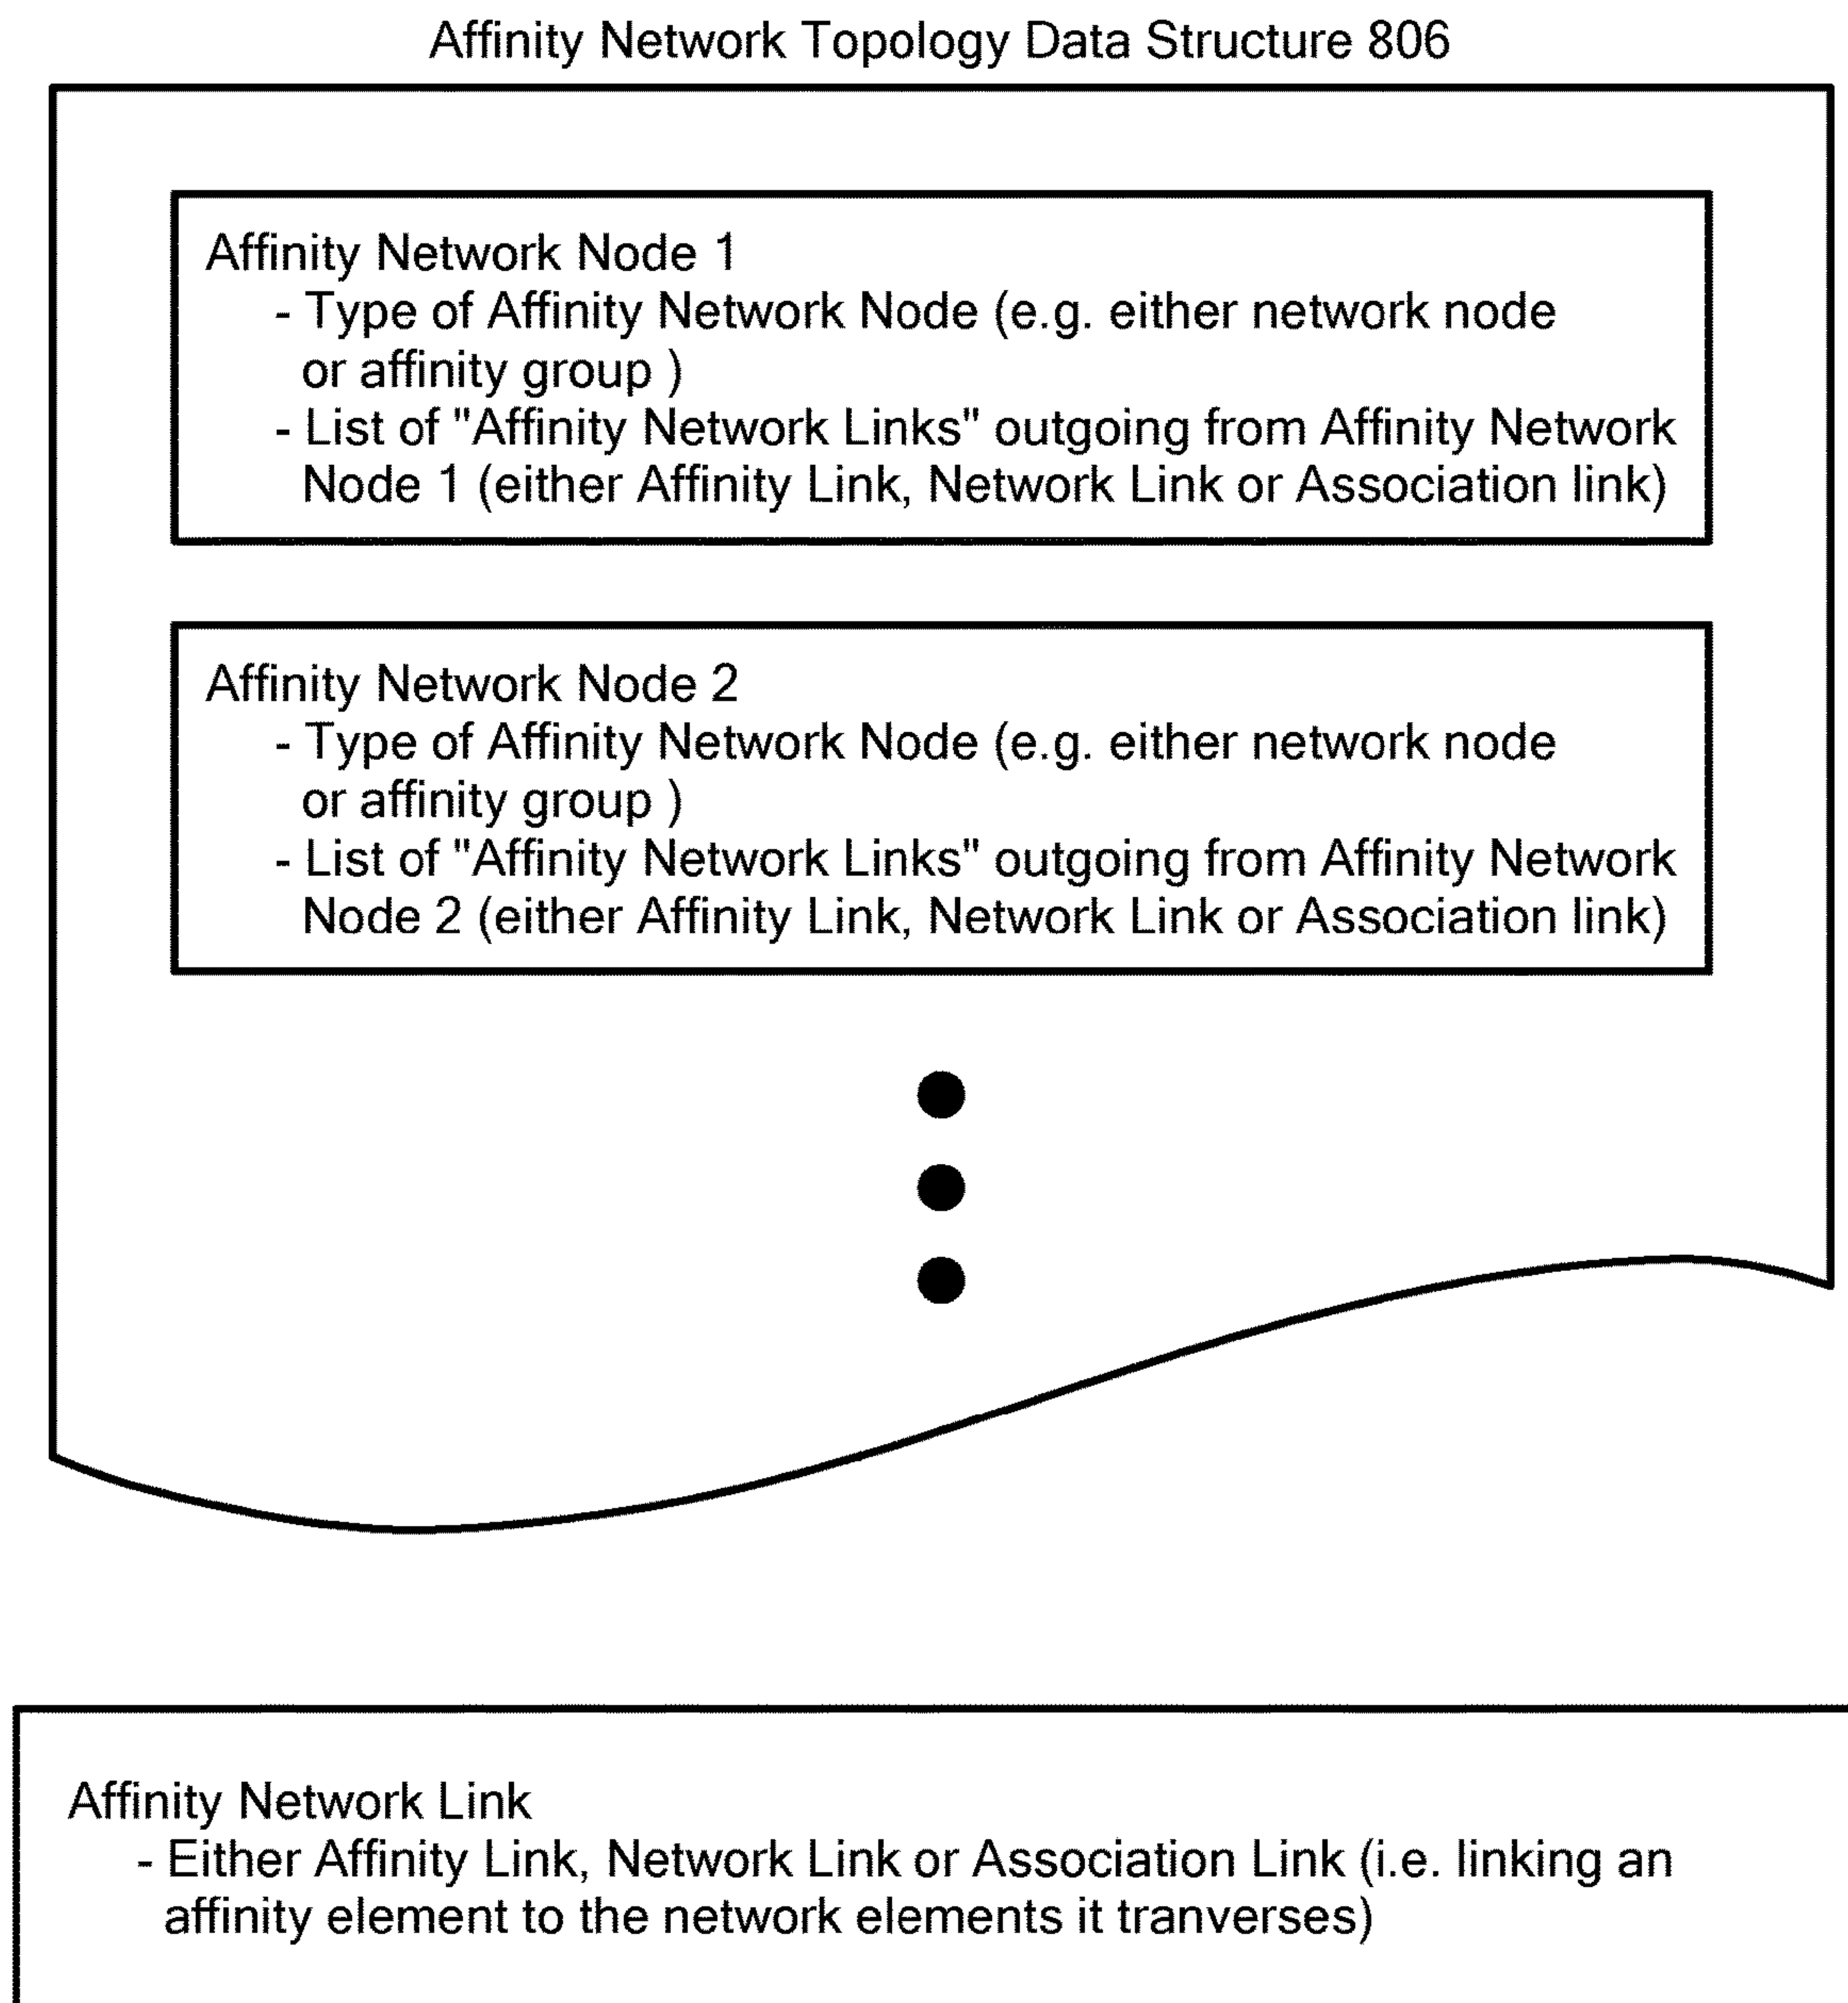 Affinity Network Topology Data Structure 806
Affinity Network Node 1
- Type of Affinity Network Node (e.g. either network node
or affinity group )
- List of "Affinity Network Links" outgoing from Affinity Network
Node 1 (either Affinity Link, Network Link or Association link)
Affinity Network Node 2
- Type of Affinity Network Node (e.g. either network node
or affinity group )
- List of "Affinity Network Links" outgoing from Affinity Network
Node 2 (either Affinity Link, Network Link or Association link)
Affinity Network Link
- Either Affinity Link, Network Link or Association Link (i.e. linking an
affinity element to the network elements it tranverses)